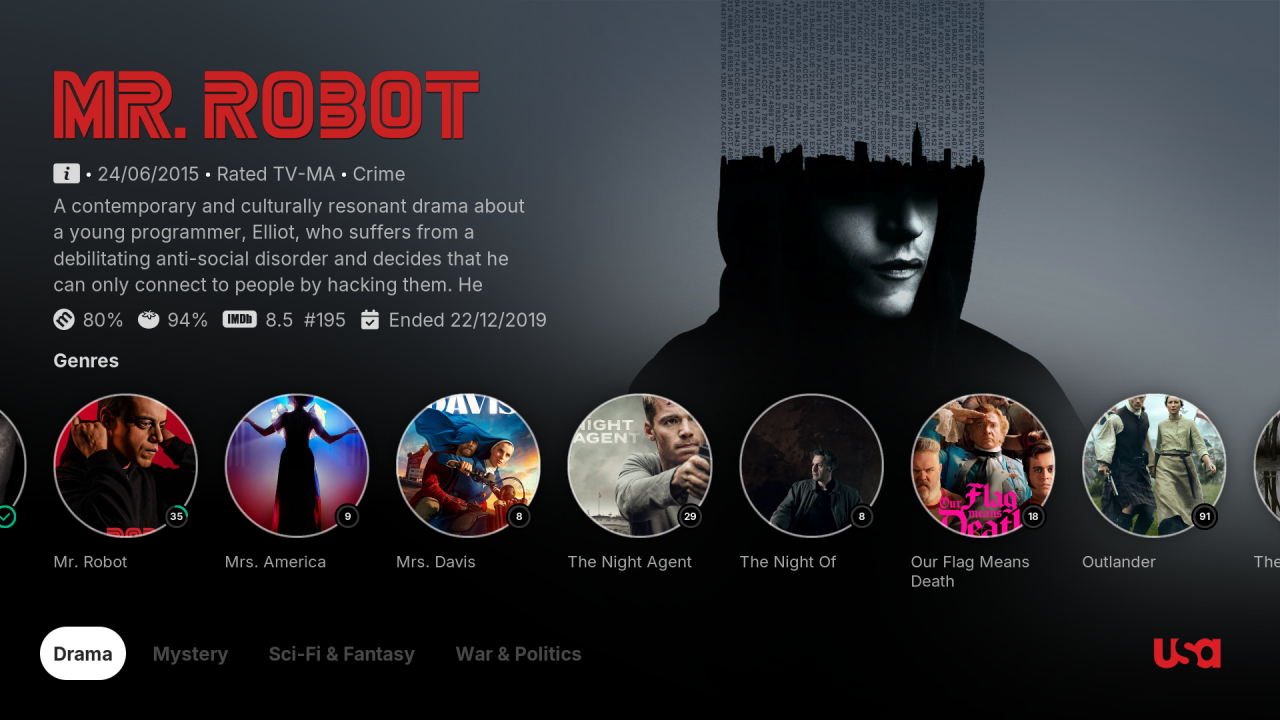 MR. ROBOT
i • 24/06/2015 • Rated TV-MA • Crime
A contemporary and culturally resonant drama about
a young programmer, Elliot, who suffers from a
debilitating anti-social disorder and decides that he
can only connect to people by hacking them. He
80% 94% IMDb 8.5 #195 Ended 22/12/2019
Genres
DAVIS
NIGHT
AGENT
Our Flag
means
Death
35 9 8 29 8 18 91
Mr. Robot Mrs. America Mrs. Davis The Night Agent The Night Of Our Flag Means Death Outlander The
Drama Mystery Sci-Fi & Fantasy War & Politics usa